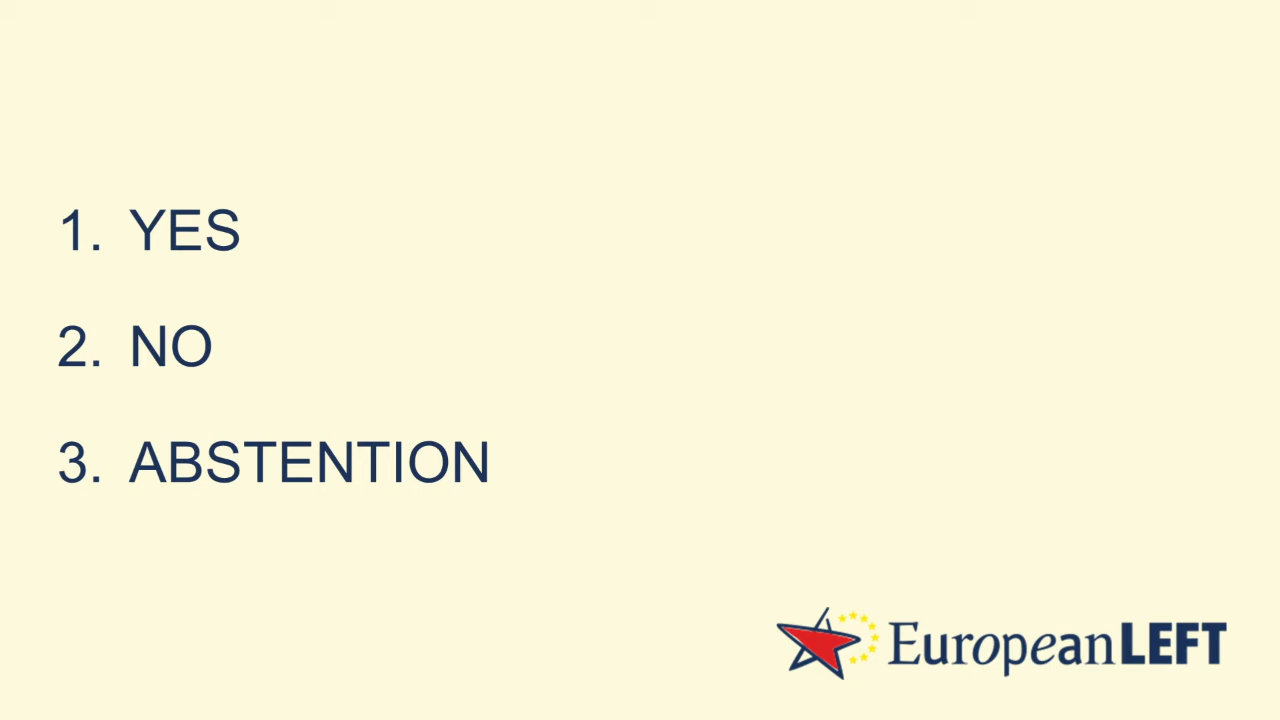 1. YES
2. NO
3. ABSTENTION
EuropeanLEFT